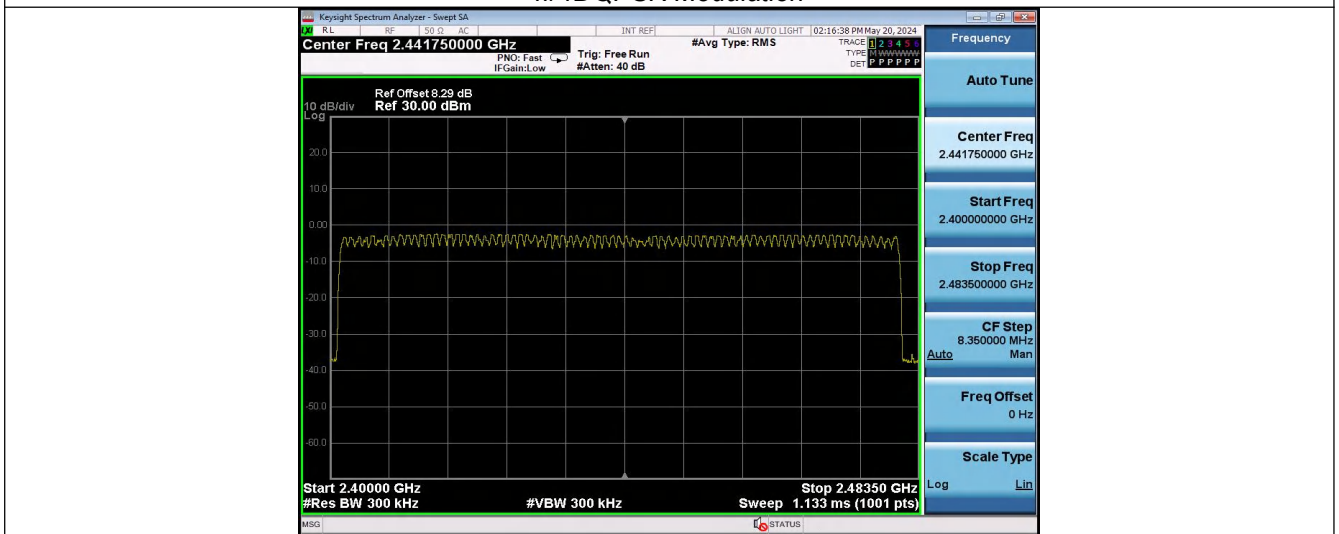 Keysight Spectrum Analyzer - Swept SA
RL RF 50 Ω AC INT REF ALIGN AUTO LIGHT 02:16:38 PM May 20, 2024
Center Freq 2.441750000 GHz
PNO: Fast
IFGain:Low
Trig: Free Run
#Atten: 40 dB
#Avg Type: RMS
TRACE 1 2 3 4 5 6
TYPE M WWWWW
DET P P P P P P
Ref Offset 8.29 dB
10 dB/div Ref 30.00 dBm
Log
20.0
10.0
0.00
-10.0
-20.0
-30.0
-40.0
-50.0
-60.0
Start 2.40000 GHz
Stop 2.48350 GHz
#Res BW 300 kHz
#VBW 300 kHz
Sweep 1.133 ms (1001 pts)
MSG
STATUS
Frequency
Auto Tune
Center Freq
2.441750000 GHz
Start Freq
2.400000000 GHz
Stop Freq
2.483500000 GHz
CF Step
8.350000 MHz
Auto Man
Freq Offset
0 Hz
Scale Type
Log Lin